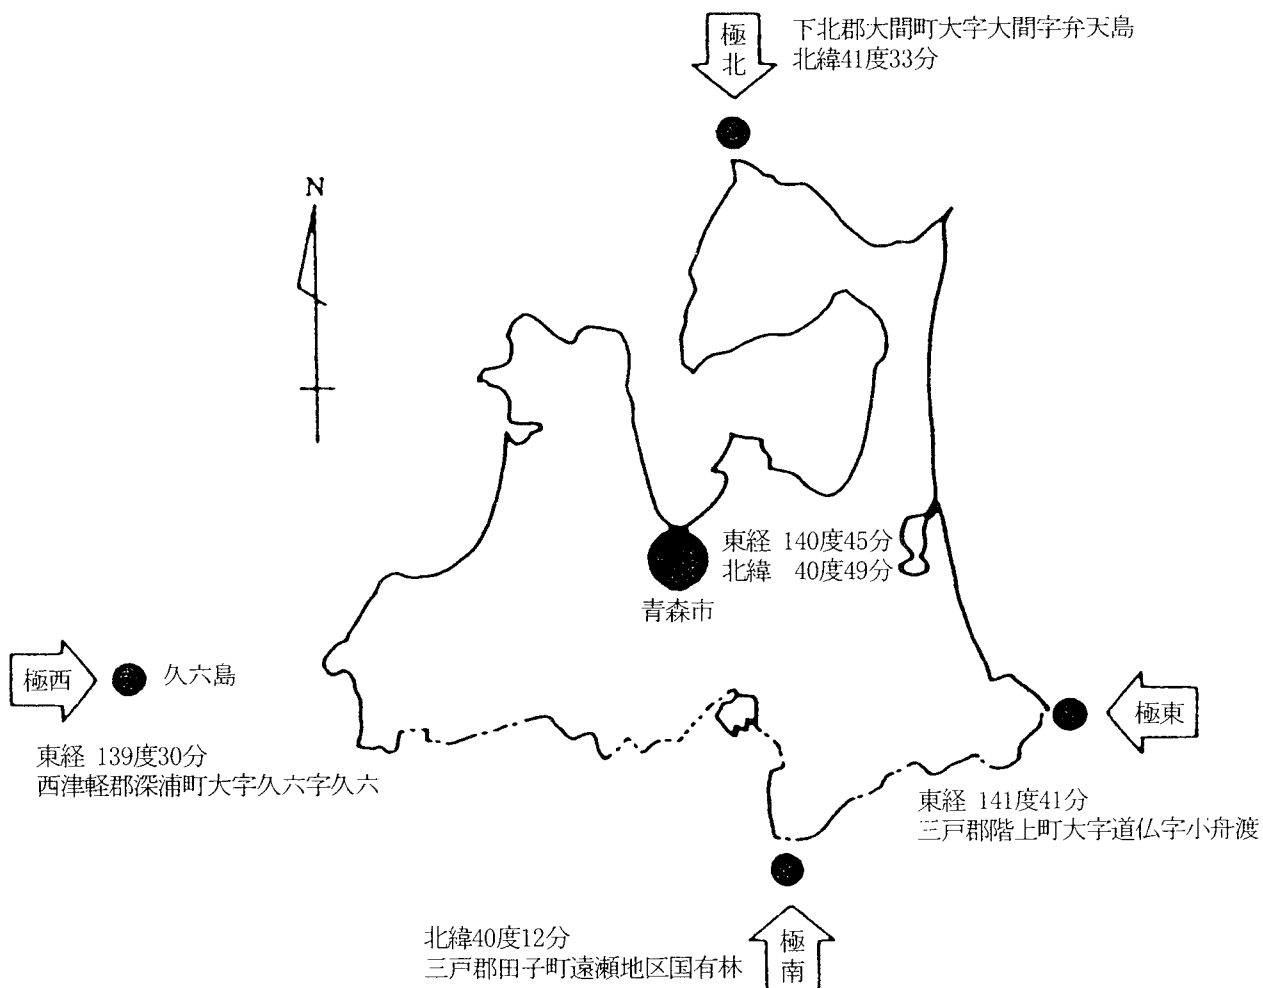 極
北
下北郡大間町大字大間字弁天島
北緯41度33分
N
東経 140度45分
北緯 40度49分
青森市
極西
久六島
極東
東経 139度30分
西津軽郡深浦町大字久六字久六
東経 141度41分
三戸郡階上町大字道仏字小舟渡
北緯40度12分
三戸郡田子町遠瀬地区国有林
極
南